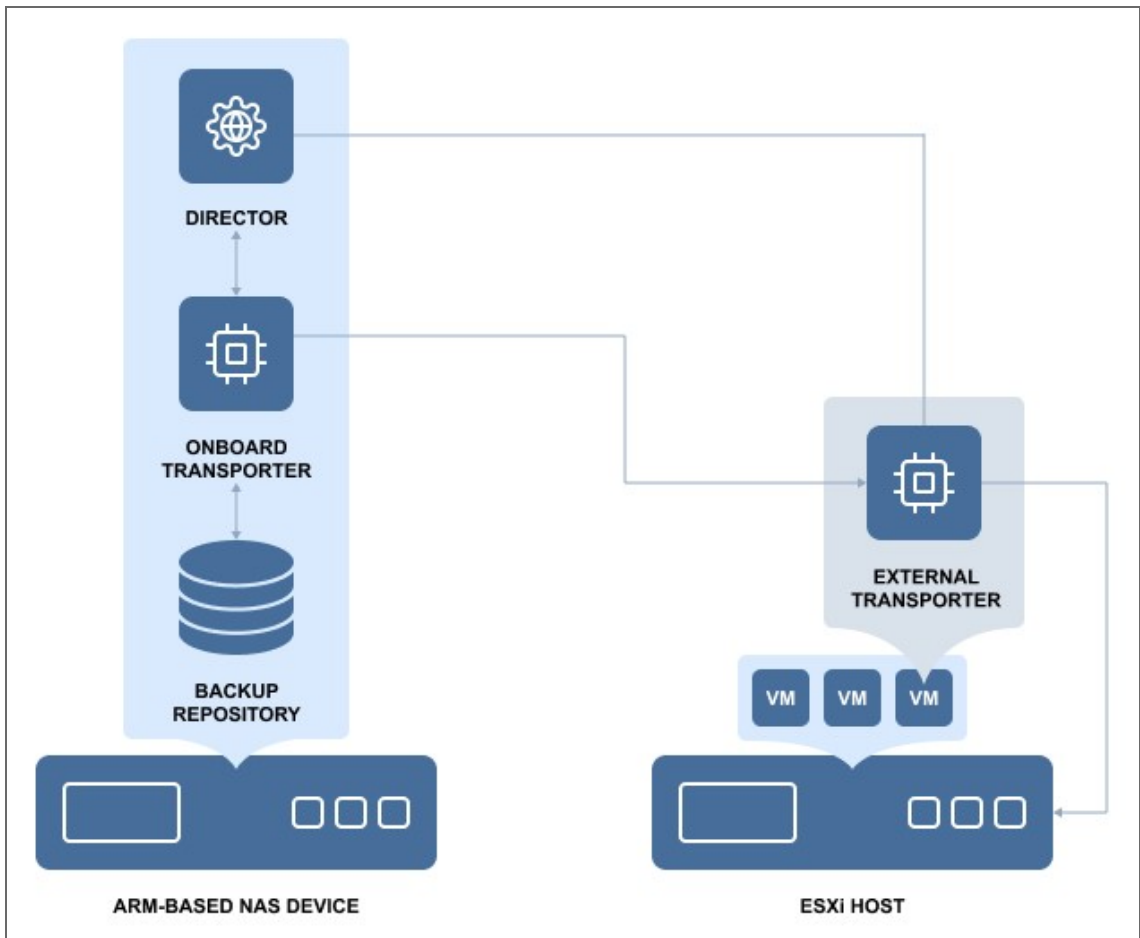 DIRECTOR
ONBOARD
TRANSPORTER
BACKUP
REPOSITORY
EXTERNAL
TRANSPORTER
VM VM VM
ARM-BASED NAS DEVICE
ESXi HOST